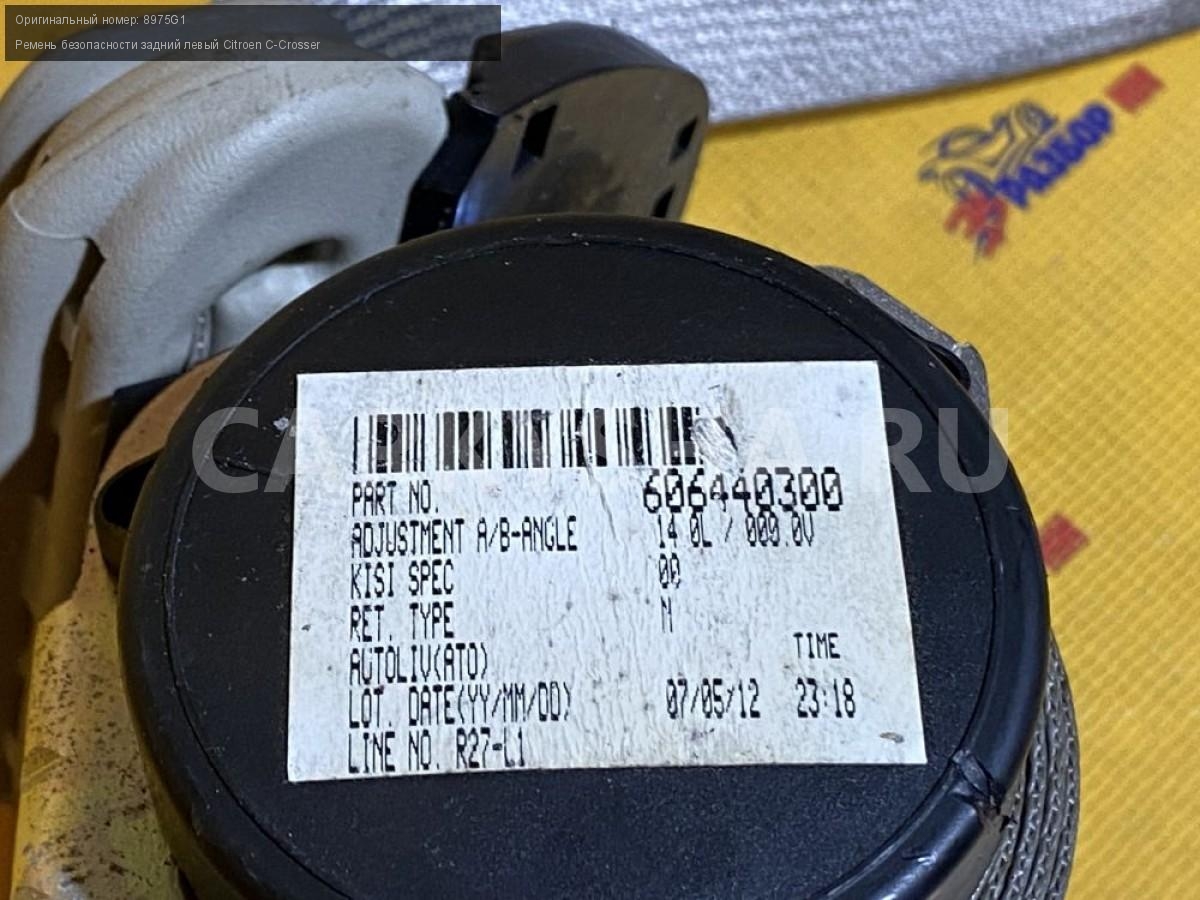 Оригинальный номер: 8975G1
Ремень безопасности задний левый Citroen C-Crosser
РАЗБОР
PART NO. 606440300
ADJUSTMENT A/B-ANGLE 14 0L / 000.0V
KISI SPEC 00
RET. TYPE N
AUTOLIV(ATO) TIME
LOT. DATE(YY/MM/DD) 07/05/12 23:18
LINE NO. R27-L1